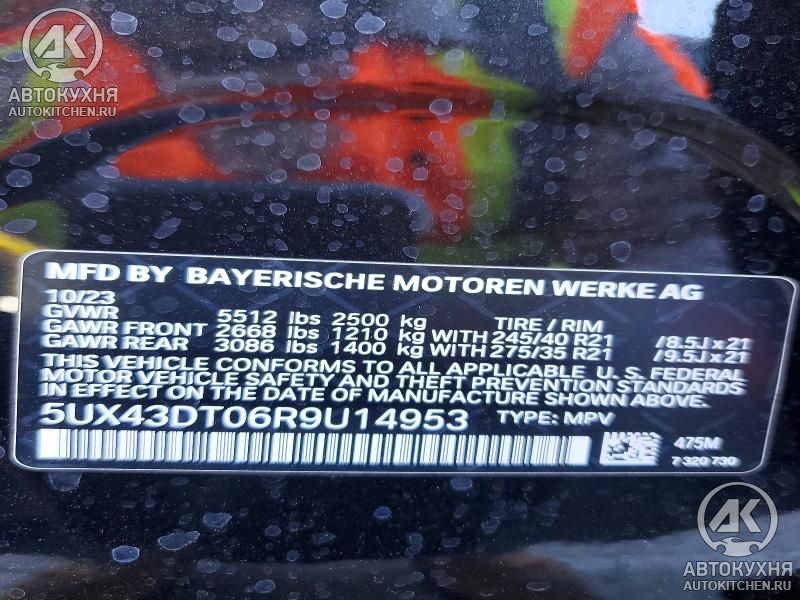 AK
АВТОКУХНЯ
AUTOKITCHEN.RU
MFD BY BAYERISCHE MOTOREN WERKE AG
10/23
GVWR 5512 lbs 2500 kg TIRE / RIM
GAWR FRONT 2668 lbs 1210 kg WITH 245/40 R21 /8.5J x 21
GAWR REAR 3086 lbs 1400 kg WITH 275/35 R21 /9.5J x 21
THIS VEHICLE CONFORMS TO ALL APPLICABLE U. S. FEDERAL
MOTOR VEHICLE SAFETY AND THEFT PREVENTION STANDARDS
IN EFFECT ON THE DATE OF MANUFACTURE SHOWN ABOVE.
5UX43DT06R9U14953 TYPE: MPV
475M
7 320 730
AK
АВТОКУХНЯ
AUTOKITCHEN.RU